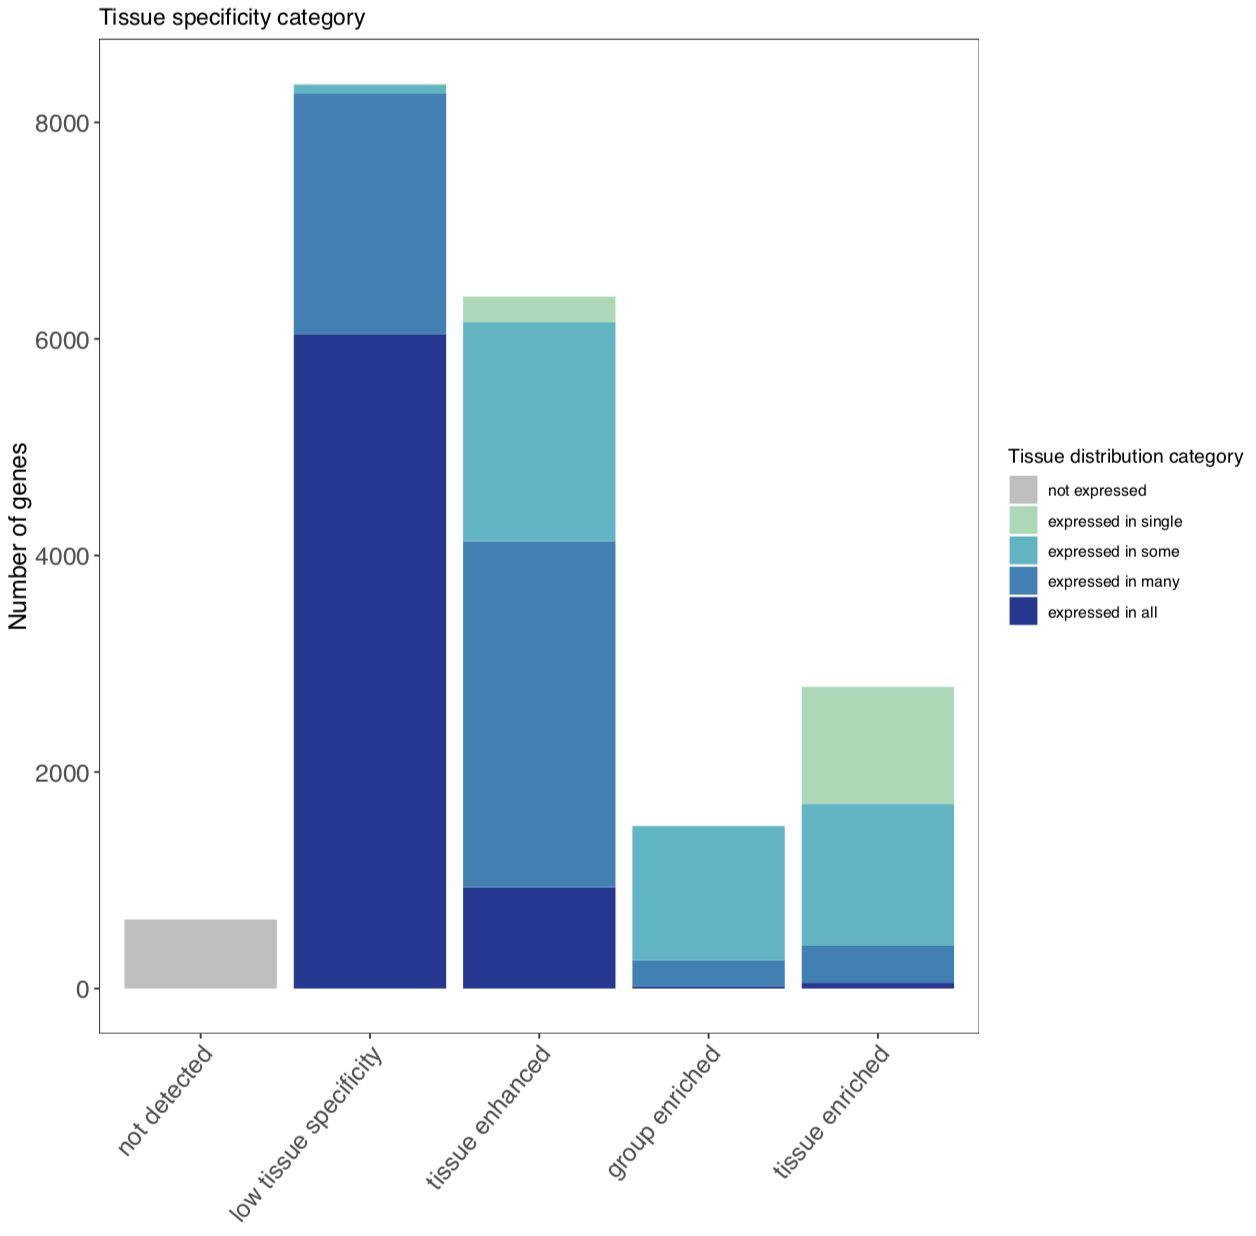 Tissue specificity category
Number of genes
8000
6000
4000
2000
0
not detected
low tissue specificity
tissue enhanced
group enriched
tissue enriched
Tissue distribution category
not expressed
expressed in single
expressed in some
expressed in many
expressed in all